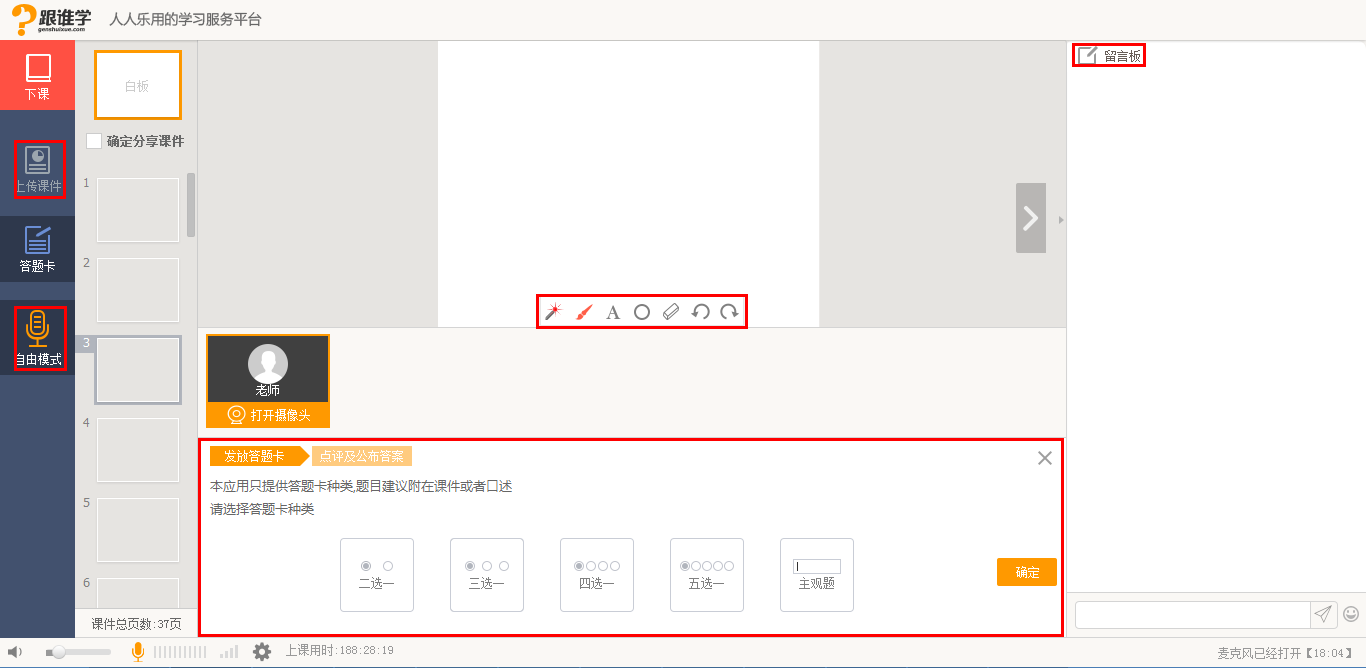 跟谁学
genshuixue.com
人人乐用的学习服务平台
下课
上传课件
答题卡
自由模式
白板
确定分享课件
1
2
3
4
5
6
课件总页数:37页
A
老师
打开摄像头
发放答题卡
点评及公布答案
本应用只提供答题卡种类,题目建议附在课件或者口述
请选择答题卡种类
二选一
三选一
四选一
五选一
主观题
确定
留言板
上课用时:188:28:19
麦克风已经打开【18:04】